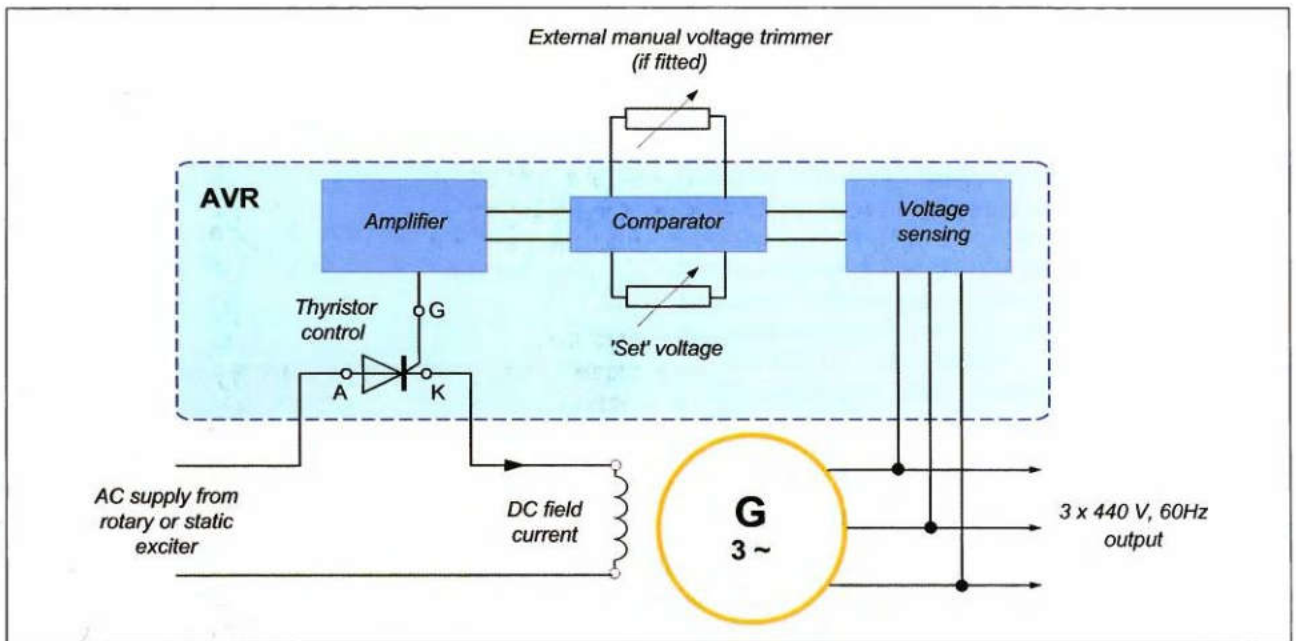 External manual voltage trimmer
(if fitted)
AVR
Amplifier
Comparator
Voltage
sensing
Thyristor
control
G
'Set' voltage
A
K
AC supply from
rotary or static
exciter
DC field
current
G
3 ~
3 x 440 V, 60Hz
output